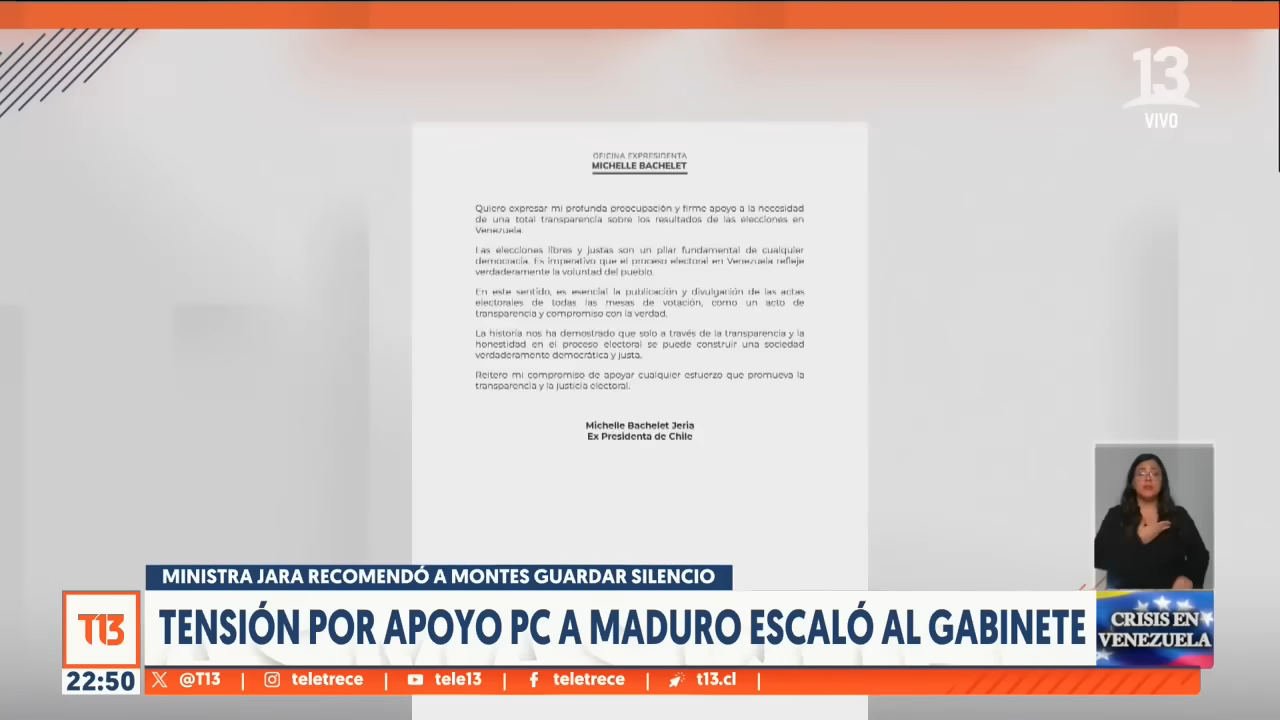 13
VIVO
OFICINA EXPRESIDENTA
MICHELLE BACHELET
Quiero expresar mi profunda preocupación y firme apoyo a la necesidad
de una total transparencia sobre los resultados de las elecciones en
Venezuela.
Las elecciones libres y justas son un pilar fundamental de cualquier
democracia. Es imperativo que el proceso electoral en Venezuela refleje
verdaderamente la voluntad del pueblo.
En este sentido, es esencial la publicación y divulgación de las actas
electorales de todas las mesas de votación, como un acto de
transparencia y compromiso con la verdad.
La historia nos ha demostrado que solo a través de la transparencia y la
honestidad en el proceso electoral se puede construir una sociedad
verdaderamente democrática y justa.
Reitero mi compromiso de apoyar cualquier esfuerzo que promueva la
transparencia y la justicia electoral.
Michelle Bachelet Jeria
Ex Presidenta de Chile
MINISTRA JARA RECOMENDÓ A MONTES GUARDAR SILENCIO
T13
TENSIÓN POR APOYO PC A MADURO ESCALÓ AL GABINETE
CRISIS EN
VENEZUELA
22:50
@T13 | teletrece | tele13 | teletrece | t13.cl |